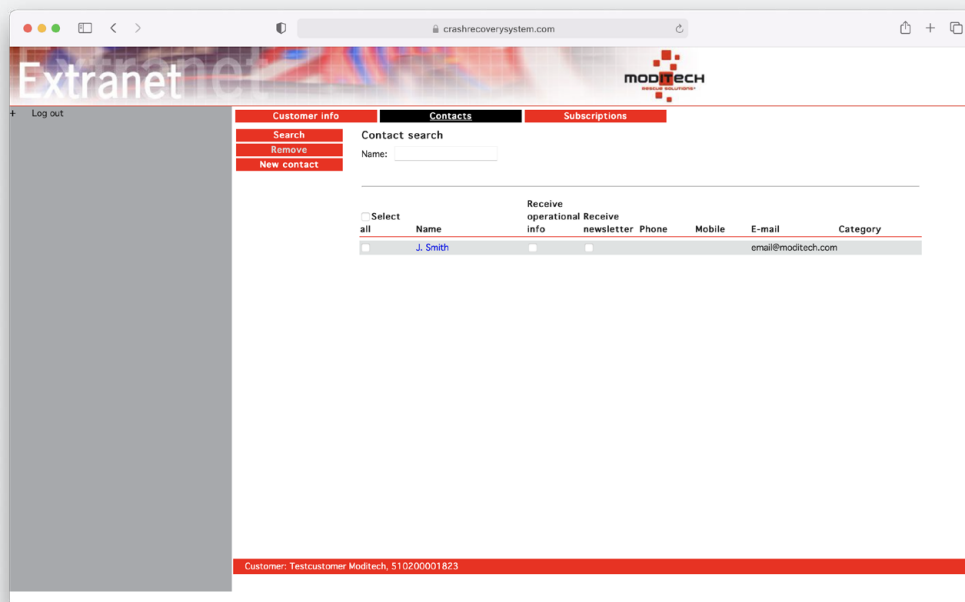 crashrecoverysystem.com
Extranet
MODITECH
RESCUE SOLUTIONS
+ Log out
Customer info Contacts Subscriptions
Search
Remove
New contact
Contact search
Name:
Select all Name Receive operational info Receive newsletter Phone Mobile E-mail Category
J. Smith email@moditech.com
Customer: Testcustomer Moditech, 510200001823